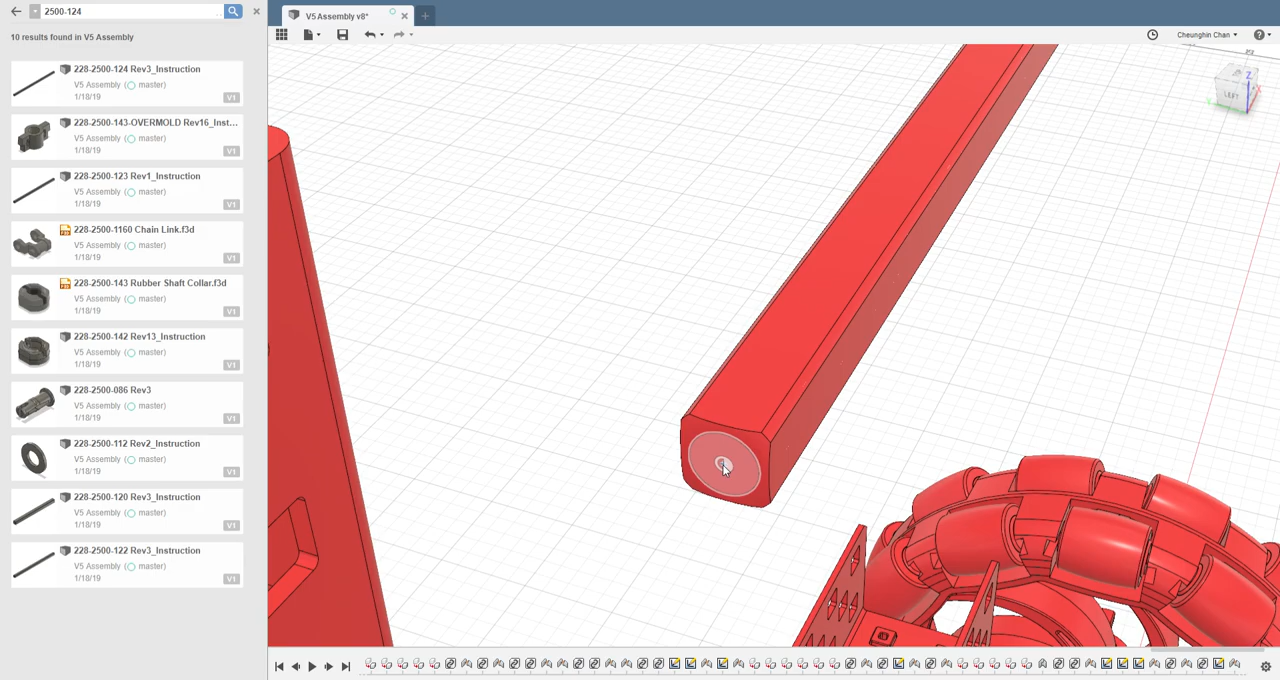 2500-124
10 results found in V5 Assembly
228-2500-124 Rev3_Instruction
V5 Assembly (master)
1/18/19
V1
228-2500-143-OVERMOLD Rev16_Inst...
V5 Assembly (master)
1/18/19
V1
228-2500-123 Rev1_Instruction
V5 Assembly (master)
1/18/19
V1
228-2500-1160 Chain Link.f3d
V5 Assembly (master)
1/18/19
V1
228-2500-143 Rubber Shaft Collar.f3d
V5 Assembly (master)
1/18/19
V1
228-2500-142 Rev13_Instruction
V5 Assembly (master)
1/18/19
V1
228-2500-086 Rev3
V5 Assembly (master)
1/18/19
V1
228-2500-112 Rev2_Instruction
V5 Assembly (master)
1/18/19
V1
228-2500-120 Rev3_Instruction
V5 Assembly (master)
1/18/19
V1
228-2500-122 Rev3_Instruction
V5 Assembly (master)
1/18/19
V1
V5 Assembly v8*
Cheunghin Chan
Z
LEFT